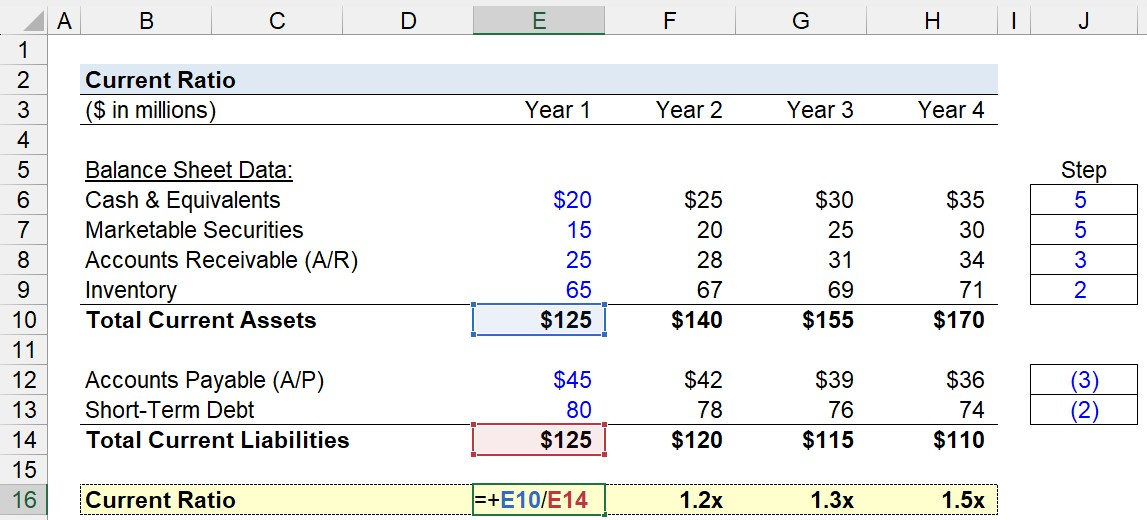 A B C D E F G H I J
1
2 Current Ratio
3 ($ in millions) Year 1 Year 2 Year 3 Year 4
4
5 Balance Sheet Data: Step
6 Cash & Equivalents $20 $25 $30 $35 5
7 Marketable Securities 15 20 25 30 5
8 Accounts Receivable (A/R) 25 28 31 34 3
9 Inventory 65 67 69 71 2
10 Total Current Assets $125 $140 $155 $170
11
12 Accounts Payable (A/P) $45 $42 $39 $36 (3)
13 Short-Term Debt 80 78 76 74 (2)
14 Total Current Liabilities $125 $120 $115 $110
15
16 Current Ratio =+E10/E14 1.2x 1.3x 1.5x